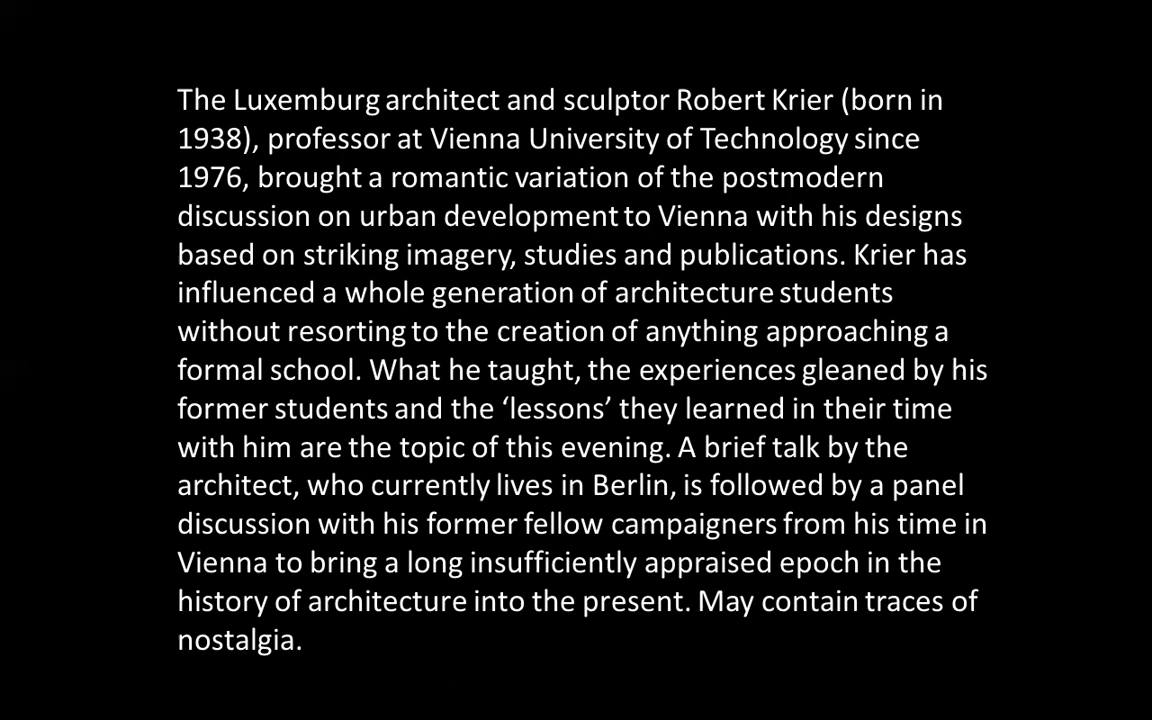 The Luxemburg architect and sculptor Robert Krier (born in
1938), professor at Vienna University of Technology since
1976, brought a romantic variation of the postmodern
discussion on urban development to Vienna with his designs
based on striking imagery, studies and publications. Krier has
influenced a whole generation of architecture students
without resorting to the creation of anything approaching a
formal school. What he taught, the experiences gleaned by his
former students and the ‘lessons’ they learned in their time
with him are the topic of this evening. A brief talk by the
architect, who currently lives in Berlin, is followed by a panel
discussion with his former fellow campaigners from his time in
Vienna to bring a long insufficiently appraised epoch in the
history of architecture into the present. May contain traces of
nostalgia.